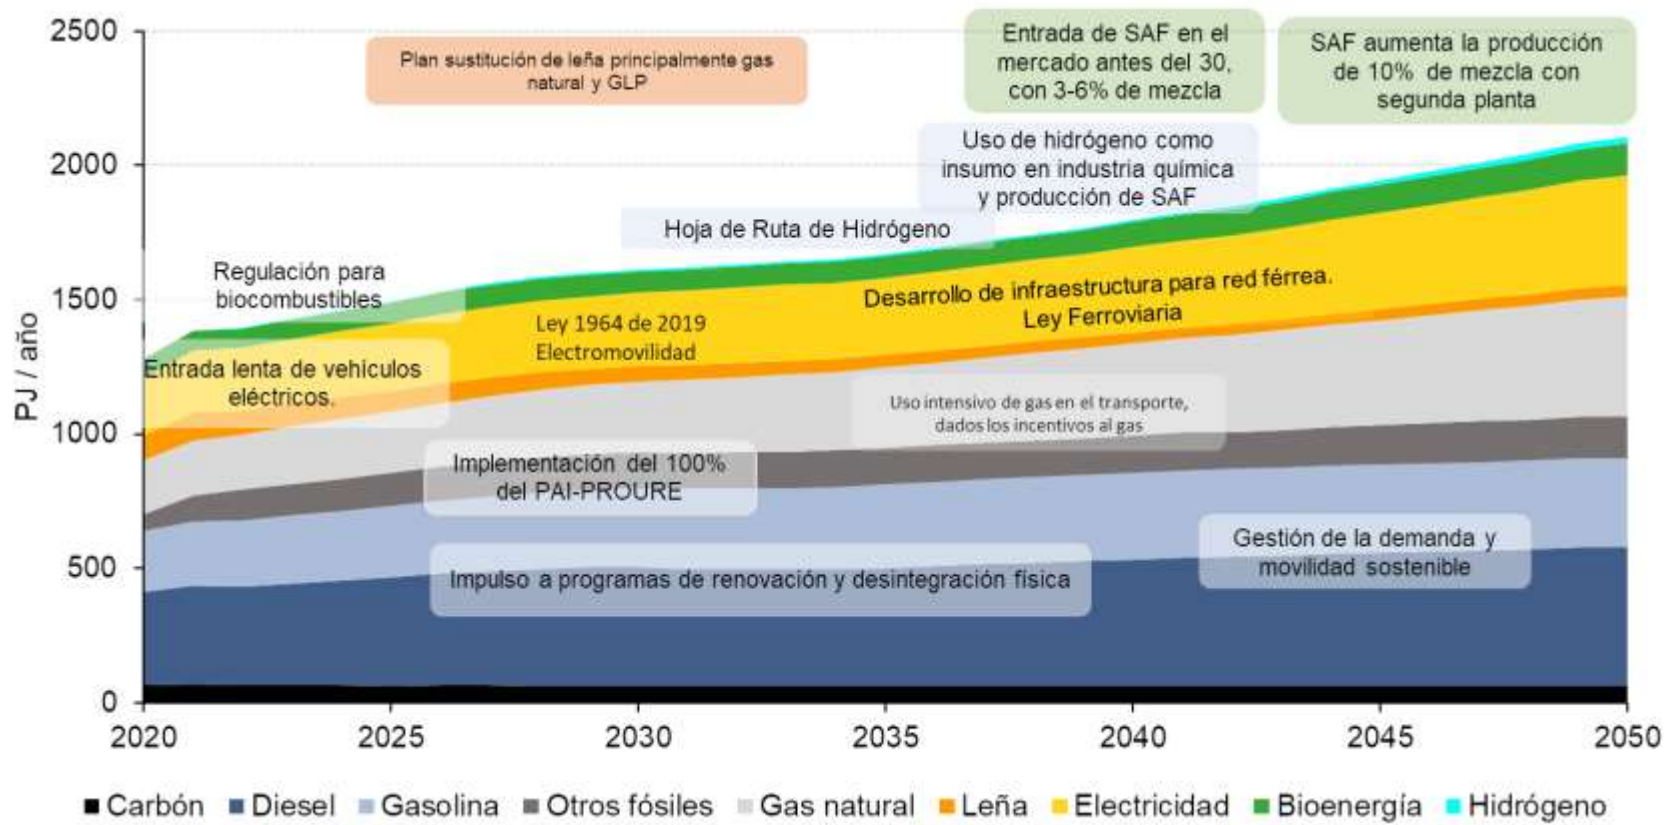 2500
2000
1500
1000
500
0
PJ / año
Plan sustitución de leña principalmente gas
natural y GLP
Entrada de SAF en el
mercado antes del 30,
con 3-6% de mezcla
SAF aumenta la producción
de 10% de mezcla con
segunda planta
Uso de hidrógeno como
insumo en industria química
y producción de SAF
Hoja de Ruta de Hidrógeno
Regulación para
biocombustibles
Desarrollo de infraestructura para red férrea.
Ley Ferroviaria
Ley 1964 de 2019
Electromovilidad
Entrada lenta de vehículos
eléctricos.
Uso intensivo de gas en el transporte,
dados los incentivos al gas
Implementación del 100%
del PAI-PROURE
Gestión de la demanda y
movilidad sostenible
Impulso a programas de renovación y desintegración física
2020 2025 2030 2035 2040 2045 2050
Carbón Diesel Gasolina Otros fósiles Gas natural Leña Electricidad Bioenergía Hidrógeno